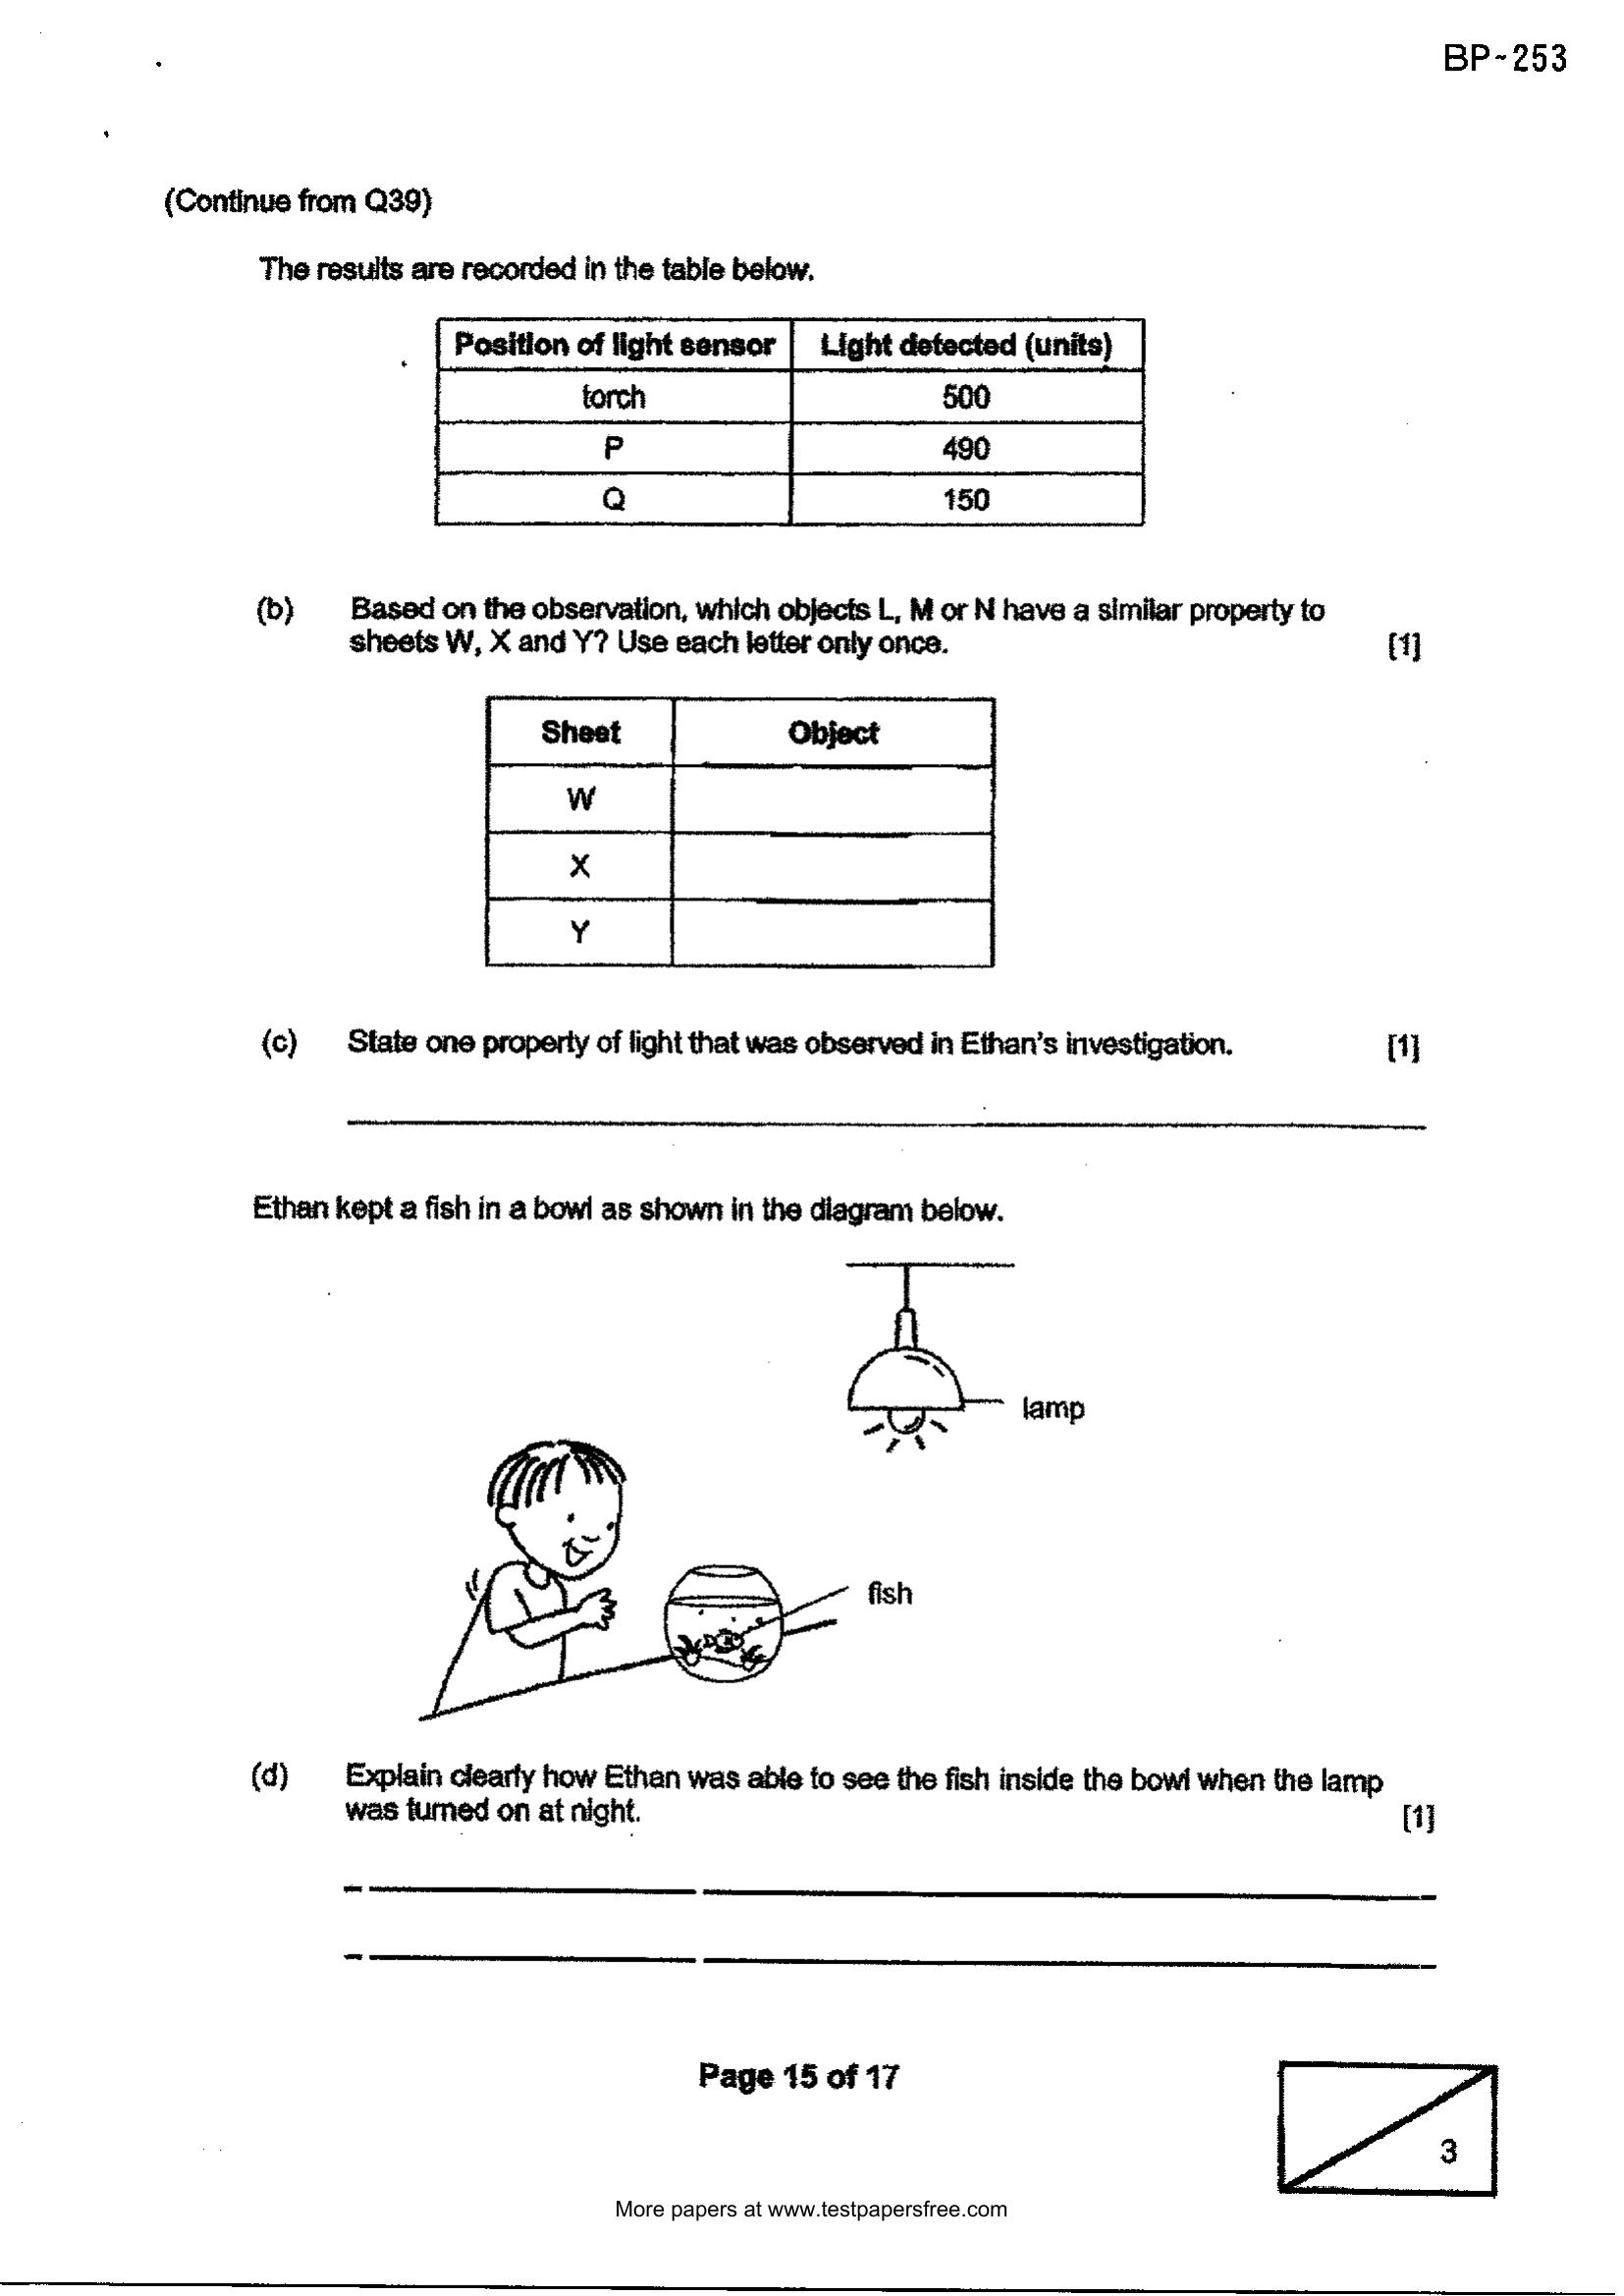 BP~253
(Continue from Q39)
The results are recorded in the table below.
Position of light sensor Light detected (units)
torch 500
P 490
Q 150
(b) Based on the observation, which objects L, M or N have a similar property to
sheets W, X and Y? Use each letter only once. [1]
Sheet Object
W
X
Y
(c) State one property of light that was observed in Ethan's investigation. [1]
Ethan kept a fish in a bowl as shown in the diagram below.
lamp
fish
(d) Explain clearly how Ethan was able to see the fish inside the bowl when the lamp
was turned on at night. [1]
Page 15 of 17
3
More papers at www.testpapersfree.com